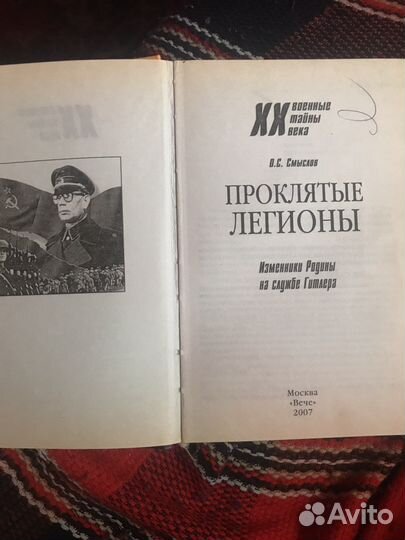 XX
военные
тайны
века
О.С. Смыслов
ПРОКЛЯТЫЕ
ЛЕГИОНЫ
Изменники Родины
на службе Гитлера
Москва
«Вече»
2007
Avito